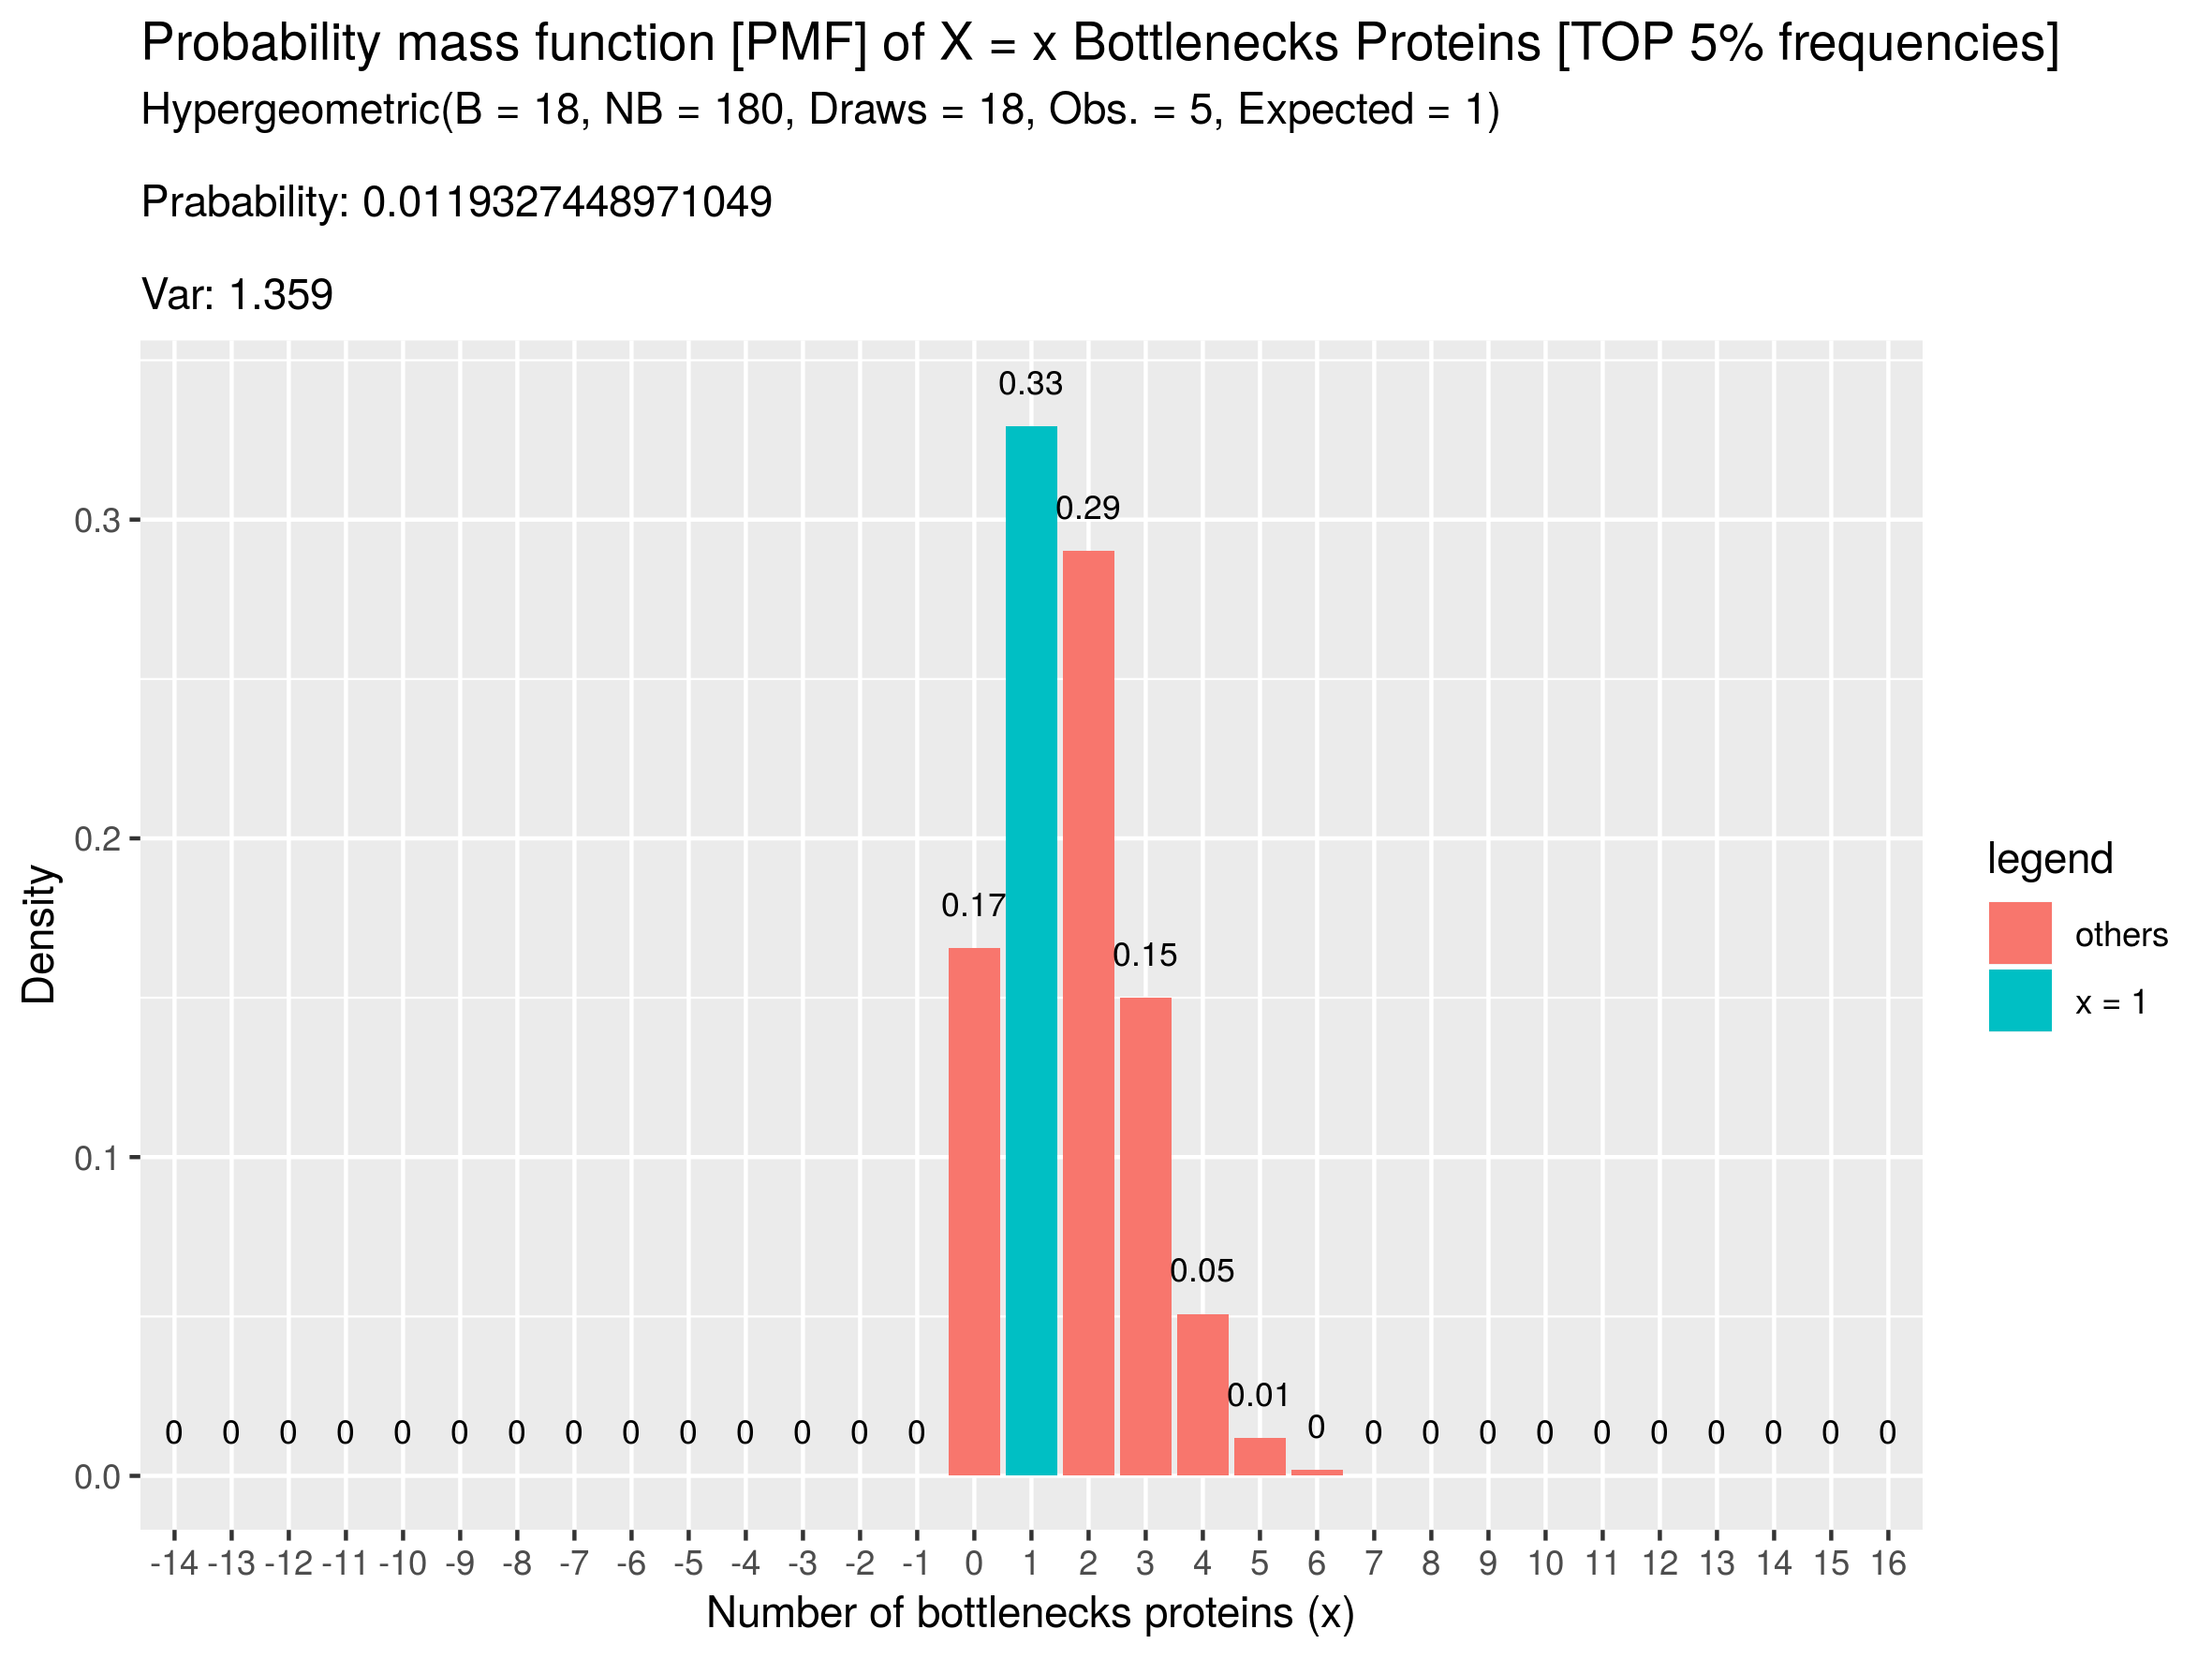 Probability mass function [PMF] of X = x Bottlenecks Proteins [TOP 5% frequencies]
Hypergeometric(B = 18, NB = 180, Draws = 18, Obs. = 5, Expected = 1)
Prabability: 0.0119327448971049
Var: 1.359
0.33
0.29
0.17
0.15
0.05
0.01
0 0 0 0 0 0 0 0 0 0 0 0 0 0 0 0 0 0 0 0 0 0 0 0 0
0.3
0.2
0.1
0.0
Density
-14 -13 -12 -11 -10 -9 -8 -7 -6 -5 -4 -3 -2 -1 0 1 2 3 4 5 6 7 8 9 10 11 12 13 14 15 16
Number of bottlenecks proteins (x)
legend
others
x = 1